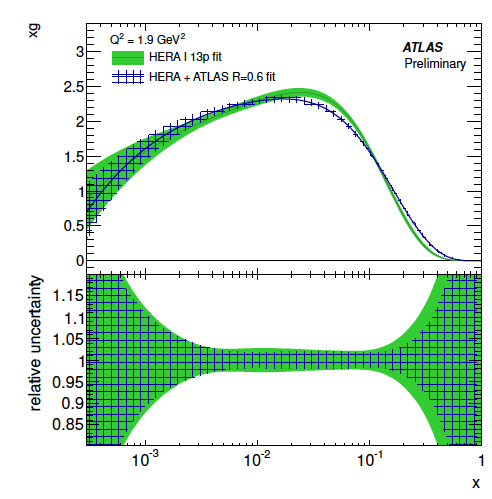 xg
Q² = 1.9 GeV²
HERA I 13p fit
HERA + ATLAS R=0.6 fit
ATLAS
Preliminary
3
2.5
2
1.5
1
0.5
0
relative uncertainty
1.15
1.1
1.05
1
0.95
0.9
0.85
10⁻³ 10⁻² 10⁻¹ 1
x